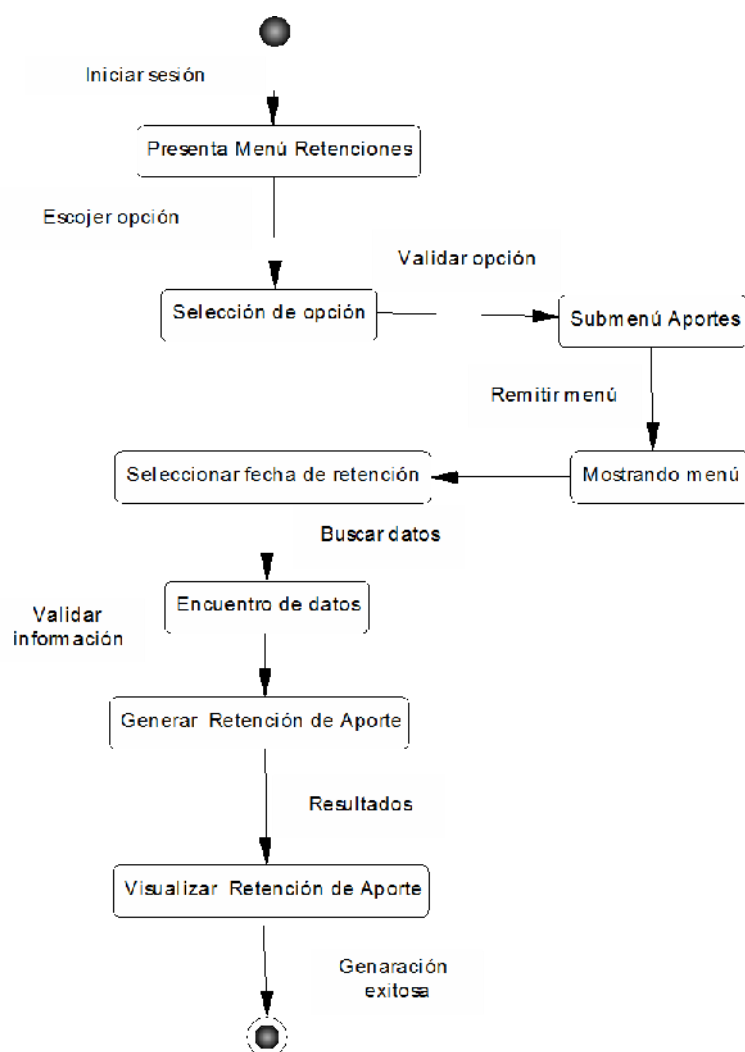 Iniciar sesión
Presenta Menú Retenciones
Escojer opción
Validar opción
Selección de opción
Submenú Aportes
Remitir menú
Seleccionar fecha de retención
Mostrando menú
Buscar datos
Encuentro de datos
Validar
información
Generar Retención de Aporte
Resultados
Visualizar Retención de Aporte
Genaración
exitosa